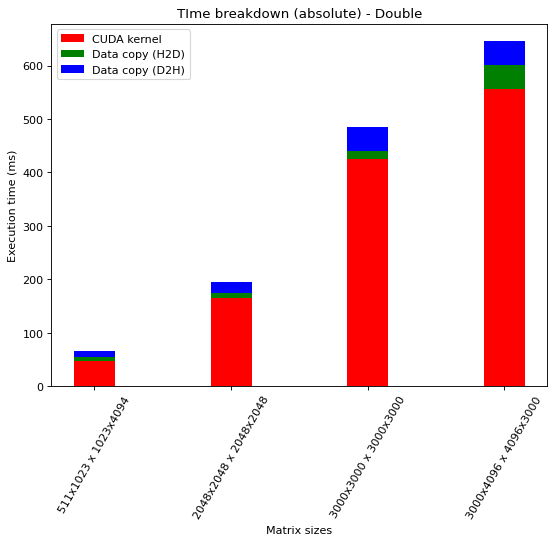 TIme breakdown (absolute) - Double
CUDA kernel
Data copy (H2D)
Data copy (D2H)
Execution time (ms)
600
500
400
300
200
100
0
511x1023 x 1023x4094
2048x2048 x 2048x2048
3000x3000 x 3000x3000
3000x4096 x 4096x3000
Matrix sizes